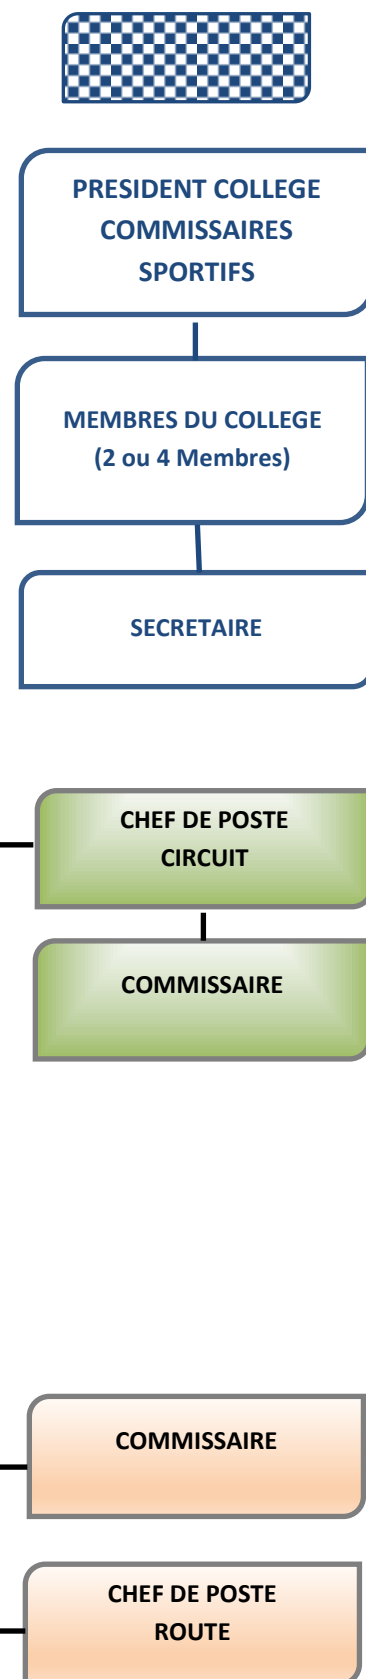 PRESIDENT COLLEGE
COMMISSAIRES
SPORTIFS
MEMBRES DU COLLEGE
(2 ou 4 Membres)
SECRETAIRE
CHEF DE POSTE
CIRCUIT
COMMISSAIRE
COMMISSAIRE
CHEF DE POSTE
ROUTE